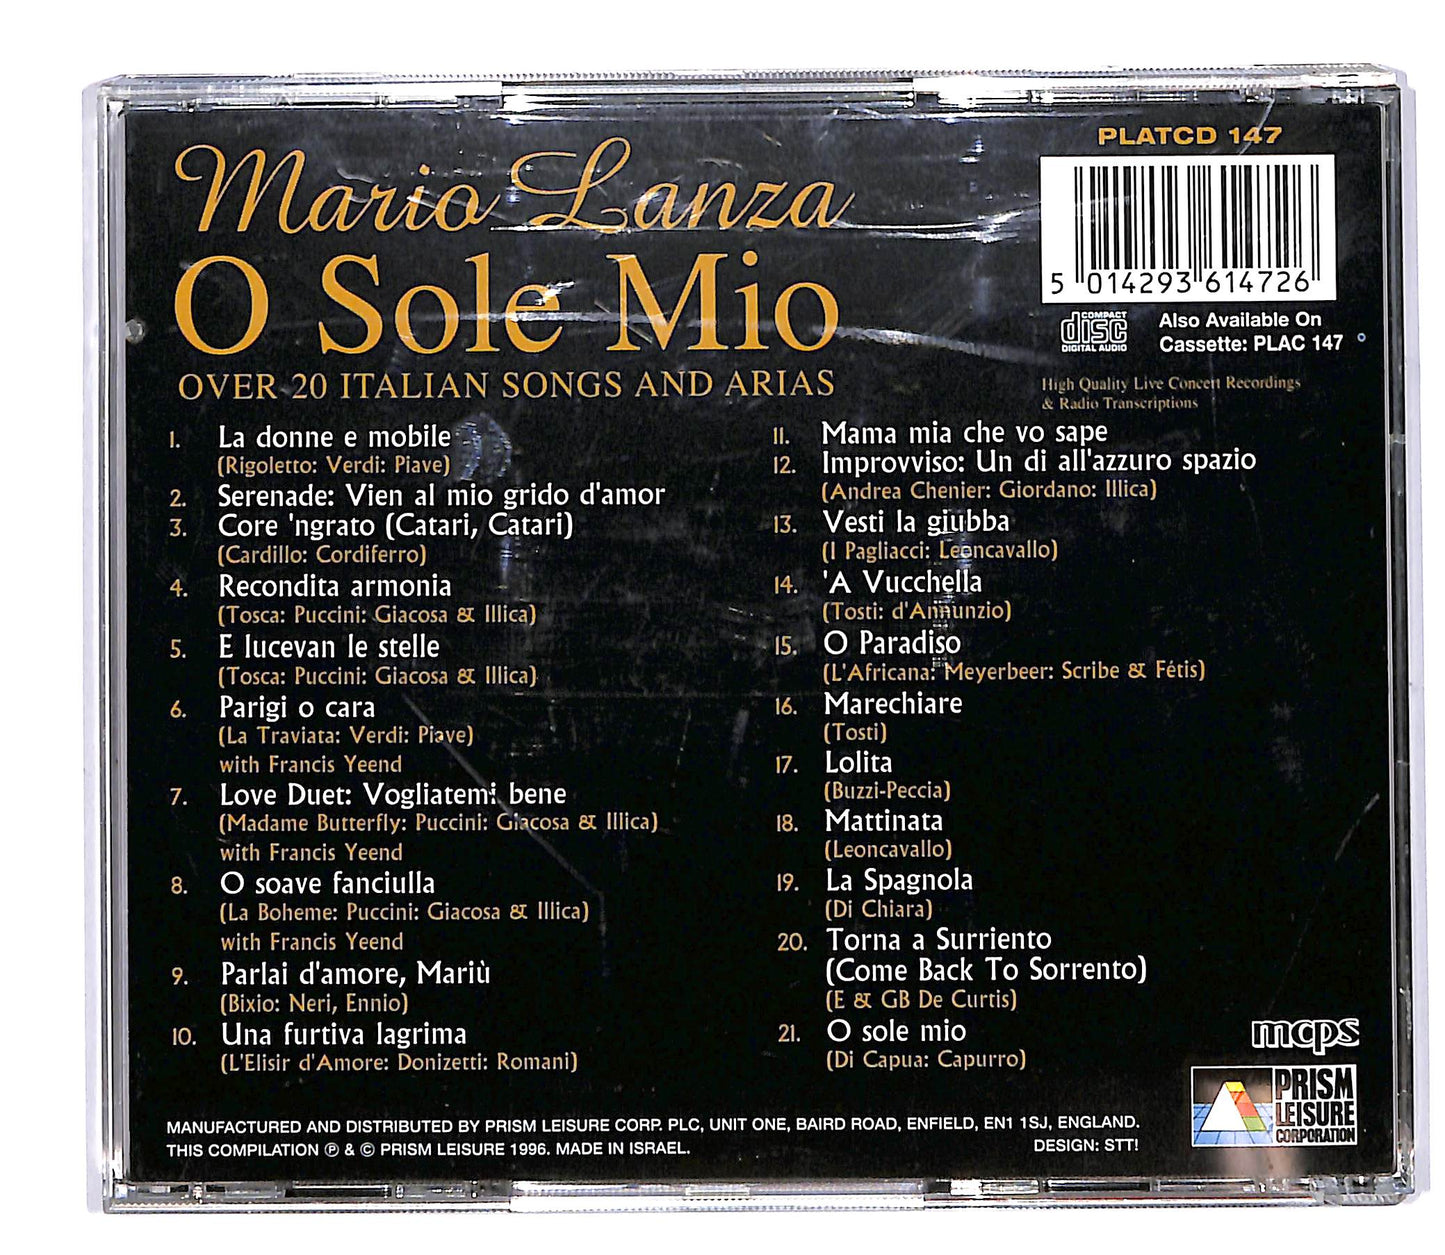 Mario Lanza
O Sole Mio
OVER 20 ITALIAN SONGS AND ARIAS
PLATCD 147
5 014293 614726
COMPACT
disc
DIGITAL AUDIO
Also Available On
Cassette: PLAC 147
High Quality Live Concert Recordings
& Radio Transcriptions
1. La donne e mobile
(Rigoletto: Verdi: Piave)
2. Serenade: Vien al mio grido d'amor
3. Core 'ngrato (Catari, Catari)
(Cardillo: Cordiferro)
4. Recondita armonia
(Tosca: Puccini: Giacosa & Illica)
5. E lucevan le stelle
(Tosca: Puccini: Giacosa & Illica)
6. Parigi o cara
(La Traviata: Verdi: Piave)
with Francis Yeend
7. Love Duet: Vogliatemi bene
(Madame Butterfly: Puccini: Giacosa & Illica)
with Francis Yeend
8. O soave fanciulla
(La Boheme: Puccini: Giacosa & Illica)
with Francis Yeend
9. Parlai d'amore, Mariù
(Bixio: Neri, Ennio)
10. Una furtiva lagrima
(L'Elisir d'Amore: Donizetti: Romani)
11. Mama mia che vo sape
12. Improvviso: Un di all'azzuro spazio
(Andrea Chenier: Giordano: Illica)
13. Vesti la giubba
(I Pagliacci: Leoncavallo)
14. 'A Vucchella
(Tosti: d'Annunzio)
15. O Paradiso
(L'Africana: Meyerbeer: Scribe & Fétis)
16. Marechiare
(Tosti)
17. Lolita
(Buzzi-Peccia)
18. Mattinata
(Leoncavallo)
19. La Spagnola
(Di Chiara)
20. Torna a Surriento
(Come Back To Sorrento)
(E & GB De Curtis)
21. O sole mio
(Di Capua: Capurro)
mcps
PRISM
LEISURE
CORPORATION
MANUFACTURED AND DISTRIBUTED BY PRISM LEISURE CORP. PLC, UNIT ONE, BAIRD ROAD, ENFIELD, EN1 1SJ, ENGLAND.
THIS COMPILATION ℗ & © PRISM LEISURE 1996. MADE IN ISRAEL.
DESIGN: STT!